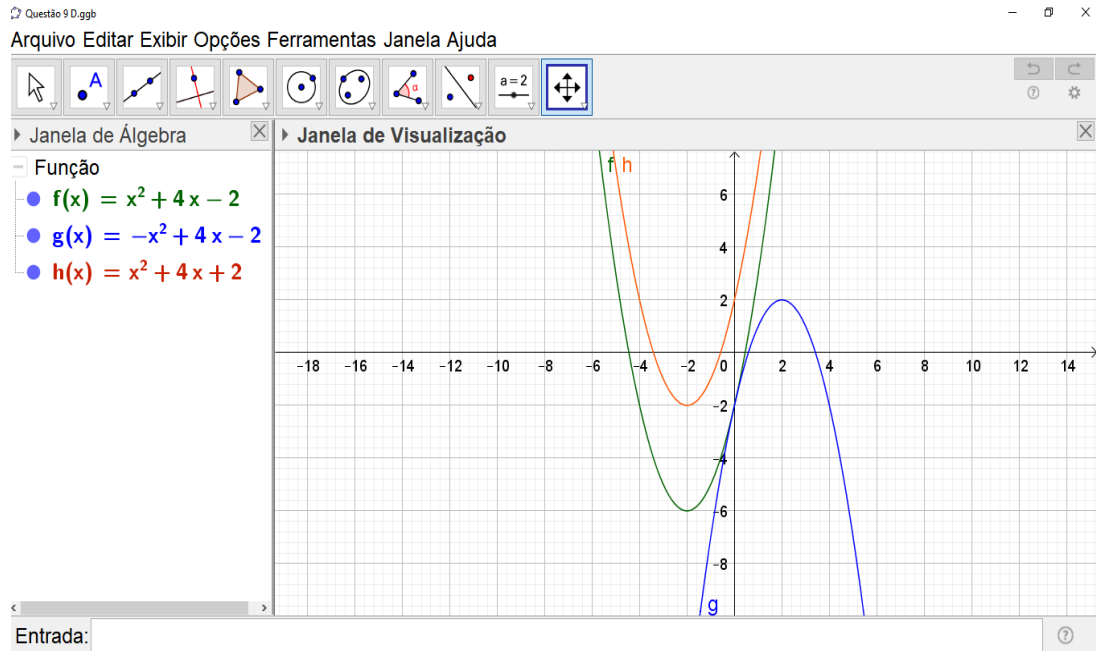 Questão 9 D.ggb
Arquivo Editar Exibir Opções Ferramentas Janela Ajuda
A
α
a = 2
Janela de Álgebra
Janela de Visualização
Função
f(x) = x² + 4 x − 2
g(x) = −x² + 4 x − 2
h(x) = x² + 4 x + 2
f h
6
4
2
−18 −16 −14 −12 −10 −8 −6 −4 −2 0 2 4 6 8 10 12 14
−2
−4
−6
−8
g
Entrada: